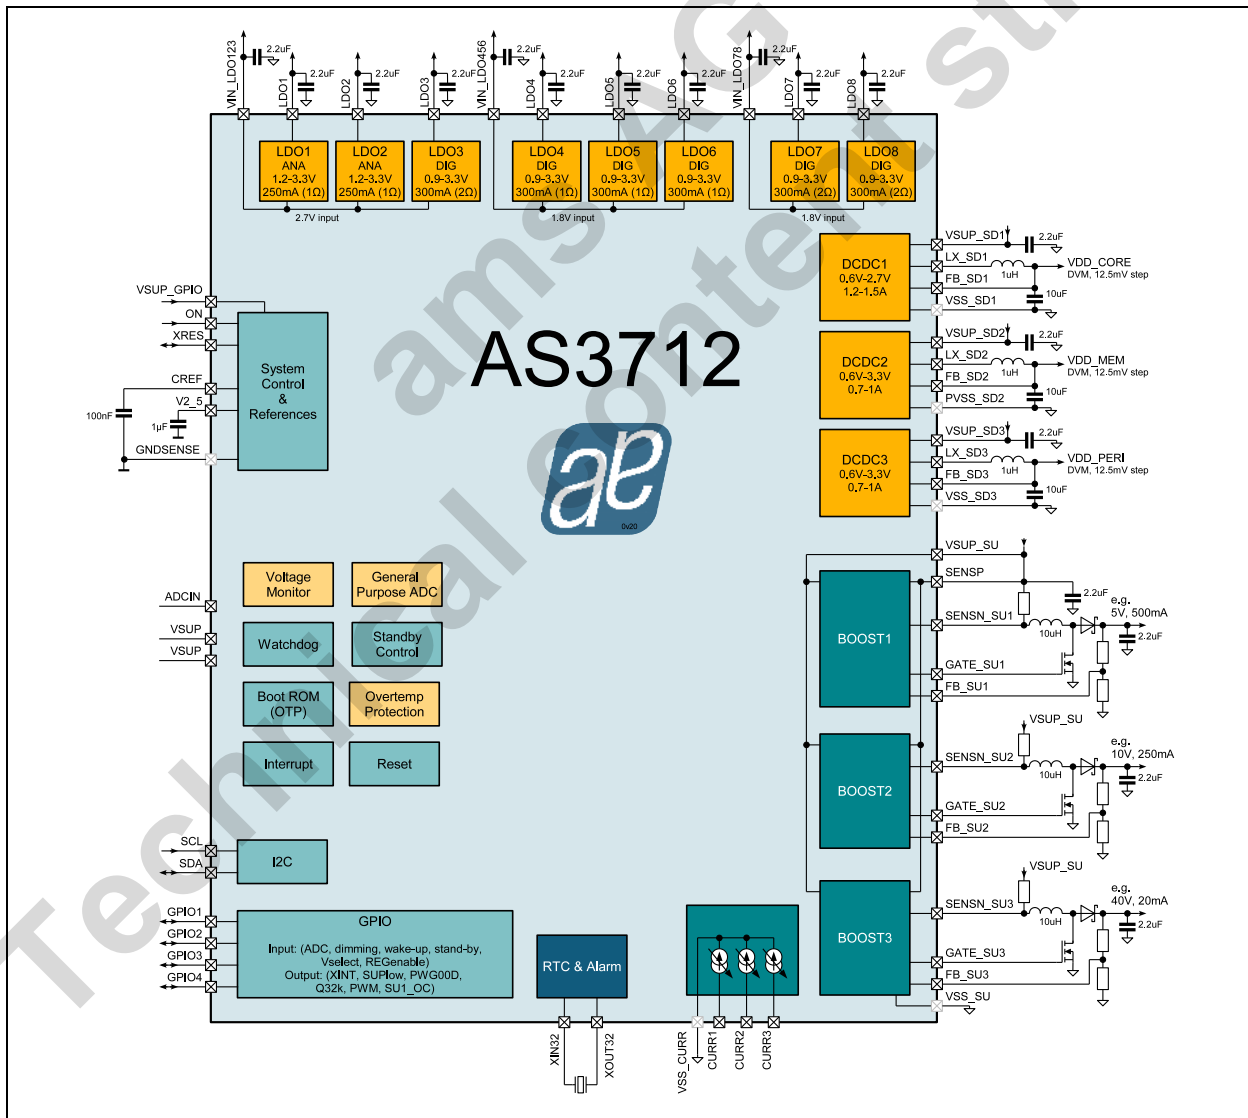 VIN_LDO123
2.2uF
LDO1
2.2uF
LDO2
2.2uF
LDO3
2.2uF
VIN_LDO456
2.2uF
LDO4
2.2uF
LDO5
2.2uF
LDO6
2.2uF
VIN_LDO78
2.2uF
LDO7
2.2uF
LDO8
2.2uF
LDO1
ANA
1.2-3.3V
250mA (1Ω)
LDO2
ANA
1.2-3.3V
250mA (1Ω)
LDO3
DIG
0.9-3.3V
300mA (2Ω)
LDO4
DIG
0.9-3.3V
300mA (1Ω)
LDO5
DIG
0.9-3.3V
300mA (1Ω)
LDO6
DIG
0.9-3.3V
300mA (1Ω)
LDO7
DIG
0.9-3.3V
300mA (2Ω)
LDO8
DIG
0.9-3.3V
300mA (2Ω)
2.7V input
1.8V input
1.8V input
DCDC1
0.6V-2.7V
1.2-1.5A
VSUP_SD1
2.2uF
LX_SD1
1uH
VDD_CORE
DVM, 12.5mV step
FB_SD1
10uF
VSS_SD1
DCDC2
0.6V-3.3V
0.7-1A
VSUP_SD2
2.2uF
LX_SD2
1uH
VDD_MEM
DVM, 12.5mV step
FB_SD2
10uF
PVSS_SD2
DCDC3
0.6V-3.3V
0.7-1A
VSUP_SD3
2.2uF
LX_SD3
1uH
VDD_PERI
DVM, 12.5mV step
FB_SD3
10uF
VSS_SD3
VSUP_GPIO
ON
XRES
CREF
V2_5
100nF
1µF
GNDSENSE
System
Control
&
References
AS3712
0v20
Voltage
Monitor
General
Purpose ADC
Watchdog
Standby
Control
Boot ROM
(OTP)
Overtemp
Protection
Interrupt
Reset
ADCIN
VSUP
VSUP
VSUP_SU
SENSP
2.2uF
BOOST1
SENSN_SU1
10uH
e.g.
5V, 500mA
2.2uF
GATE_SU1
FB_SU1
BOOST2
VSUP_SU
SENSN_SU2
10uH
e.g.
10V, 250mA
2.2uF
GATE_SU2
FB_SU2
BOOST3
VSUP_SU
SENSN_SU3
10uH
e.g.
40V, 20mA
2.2uF
GATE_SU3
FB_SU3
VSS_SU
SCL
SDA
I2C
GPIO1
GPIO2
GPIO3
GPIO4
GPIO
Input: (ADC, dimming, wake-up, stand-by,
Vselect, REGenable)
Output: (XINT, SUPlow, PWG00D,
Q32k, PWM, SU1_OC)
RTC & Alarm
XIN32
XOUT32
VSS_CURR
CURR1
CURR2
CURR3
ams AG
Technical content st